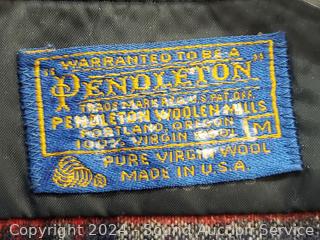 WARRANTED TO BE A
"PENDLETON"
TRADE MARK REG. U.S. PAT. OFF.
PENDLETON WOOLEN MILLS
PORTLAND, OREGON
100% VIRGIN WOOL
M
PURE VIRGIN WOOL
MADE IN U.S.A.
Copyright 2024 - Sound Auction Service